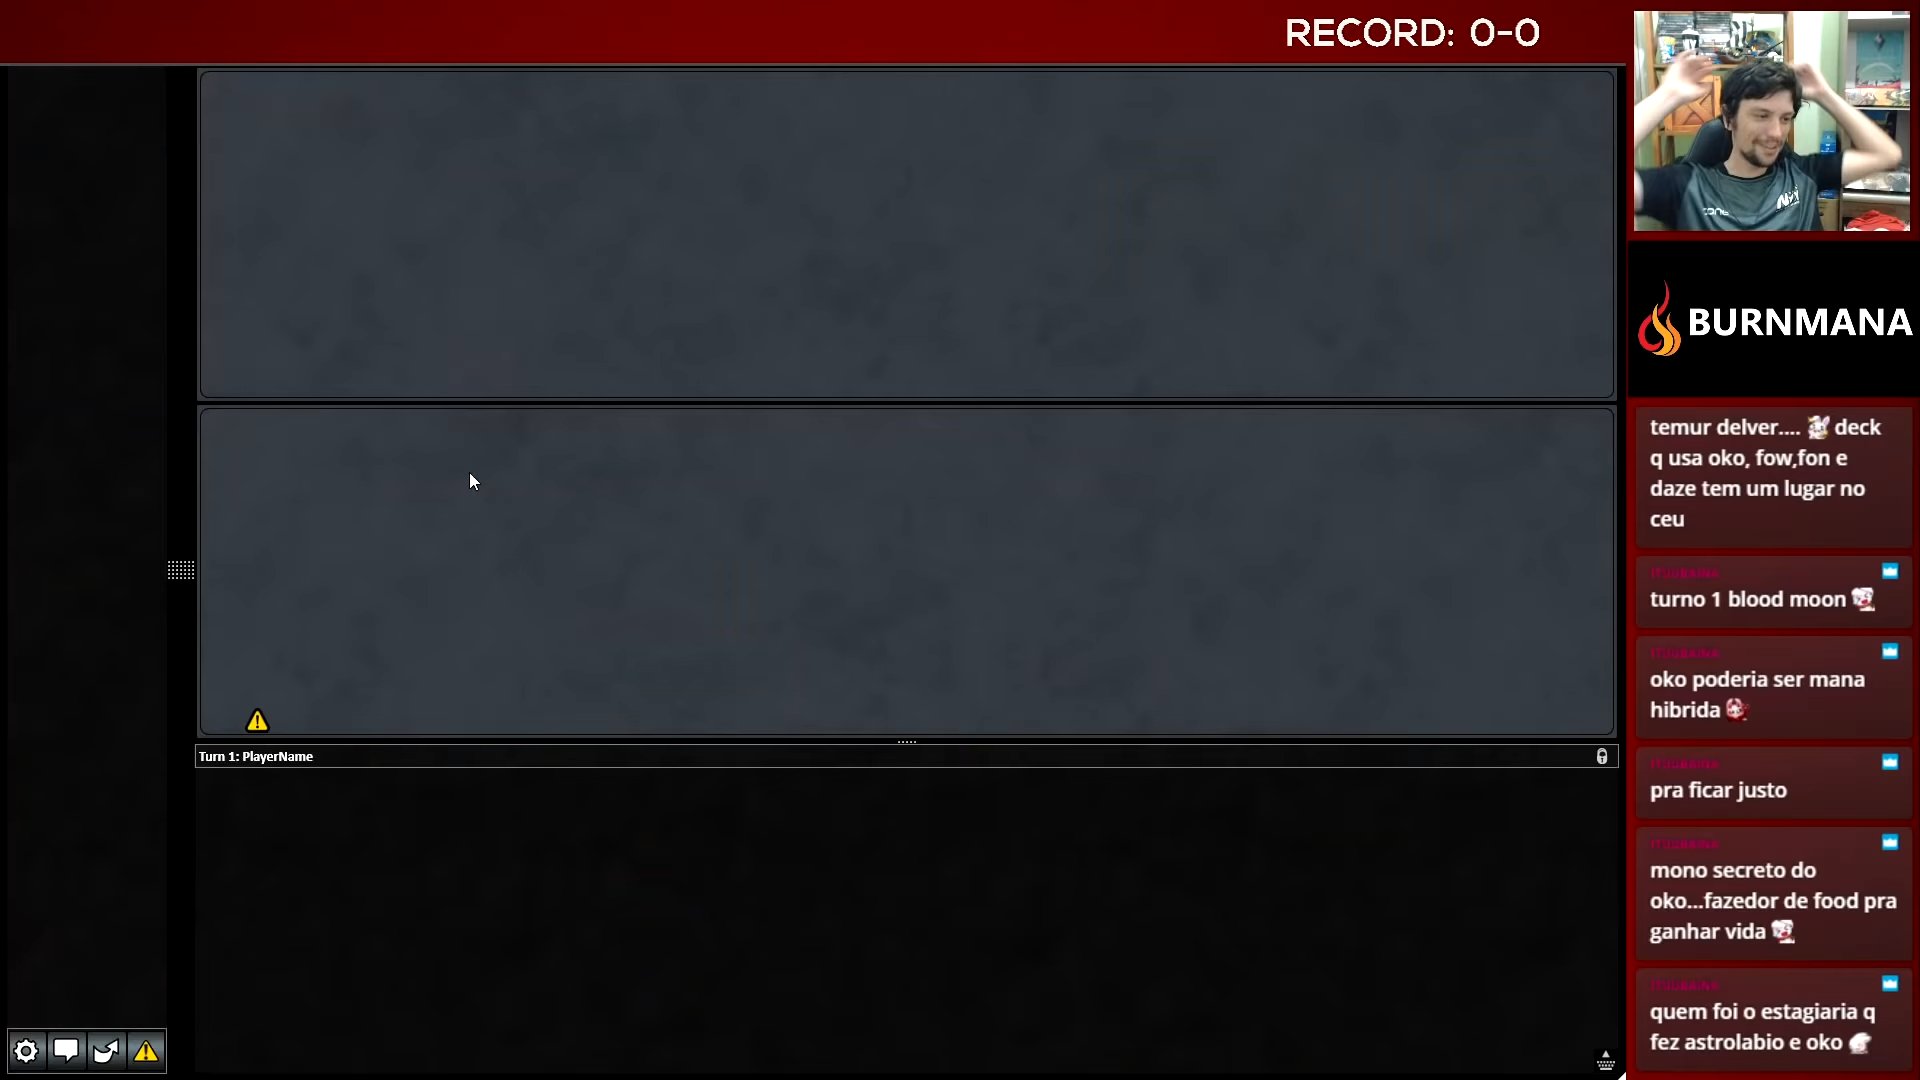 RECORD: 0-0
BURNMANA
temur delver.... deck
q usa oko, fow,fon e
daze tem um lugar no
ceu
turno 1 blood moon
oko poderia ser mana
hibrida
pra ficar justo
mono secreto do
oko...fazedor de food pra
ganhar vida
quem foi o estagiaria q
fez astrolabio e oko
Turn 1: PlayerName